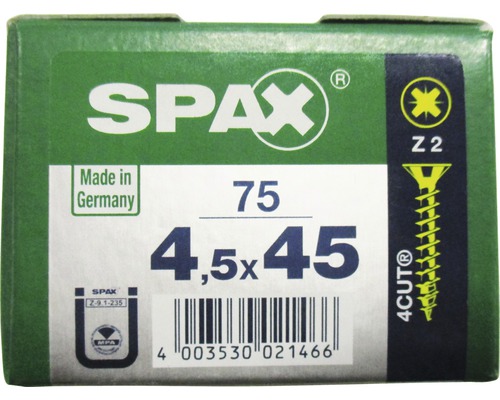 SPAX®
Z 2
Made in
Germany
75
4,5x45
4CUT®
SPAX
Z-9.1-235
MPA
4 003530 021466